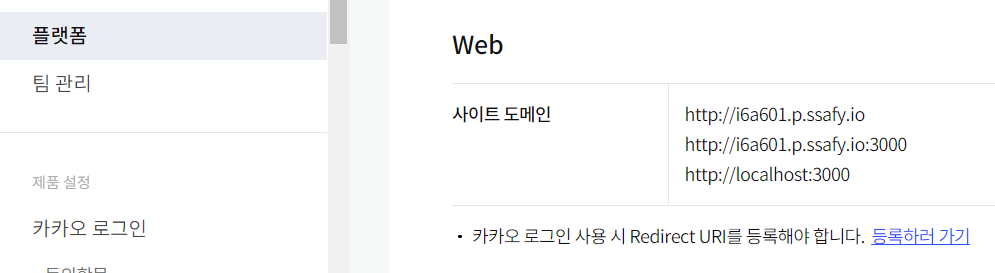 플랫폼
팀 관리
제품 설정
카카오 로그인
Web
사이트 도메인
http://i6a601.p.ssafy.io
http://i6a601.p.ssafy.io:3000
http://localhost:3000
• 카카오 로그인 사용 시 Redirect URI를 등록해야 합니다. 등록하러 가기